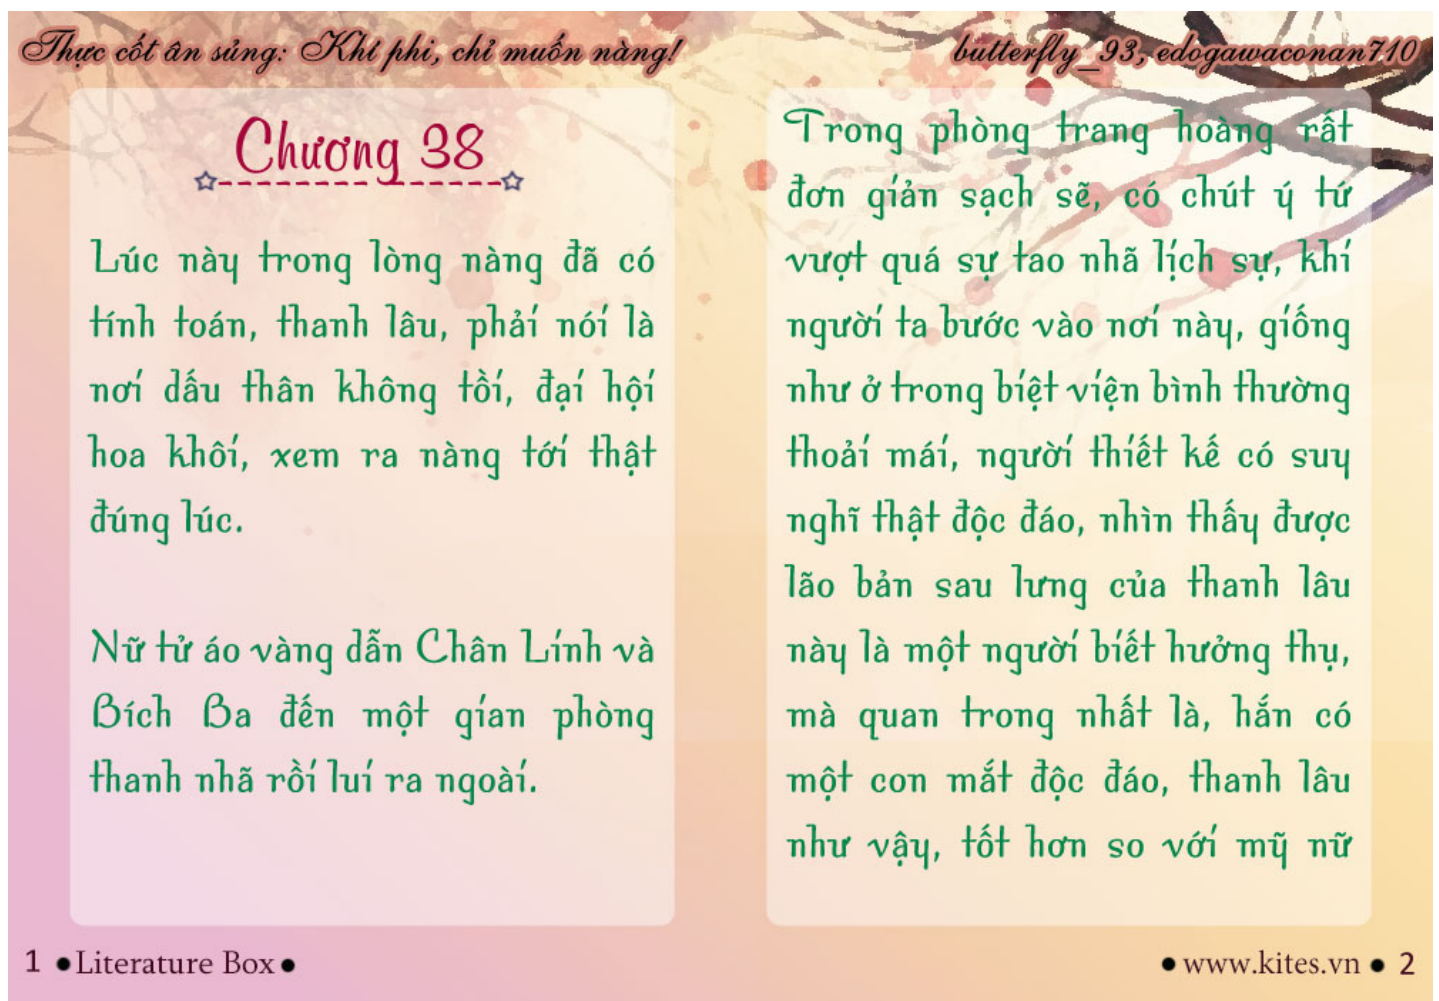 Thực cốt ân sủng: Khí phi, chỉ muốn nàng!
butterfly_93, edogawaconan710
Chương 38
Lúc này trong lòng nàng đã có
tính toán, thanh lâu, phải nói là
nơi dấu thân không tồi, đại hội
hoa khôi, xem ra nàng tới thật
đúng lúc.
Nữ tử áo vàng dẫn Chân Linh và
Bích Ba đến một gian phòng
thanh nhã rồi lui ra ngoài.
Trong phòng trang hoàng rất
đơn giản sạch sẽ, có chút ý tứ
vượt quá sự tao nhã lịch sự, khi
người ta bước vào nơi này, giống
như ở trong biệt viện bình thường
thoải mái, người thiết kế có suy
nghĩ thật độc đáo, nhìn thấy được
lão bản sau lưng của thanh lâu
này là một người biết hưởng thụ,
mà quan trong nhất là, hắn có
một con mắt độc đáo, thanh lâu
như vậy, tốt hơn so với mỹ nữ
1 ●Literature Box●
●www.kites.vn ● 2